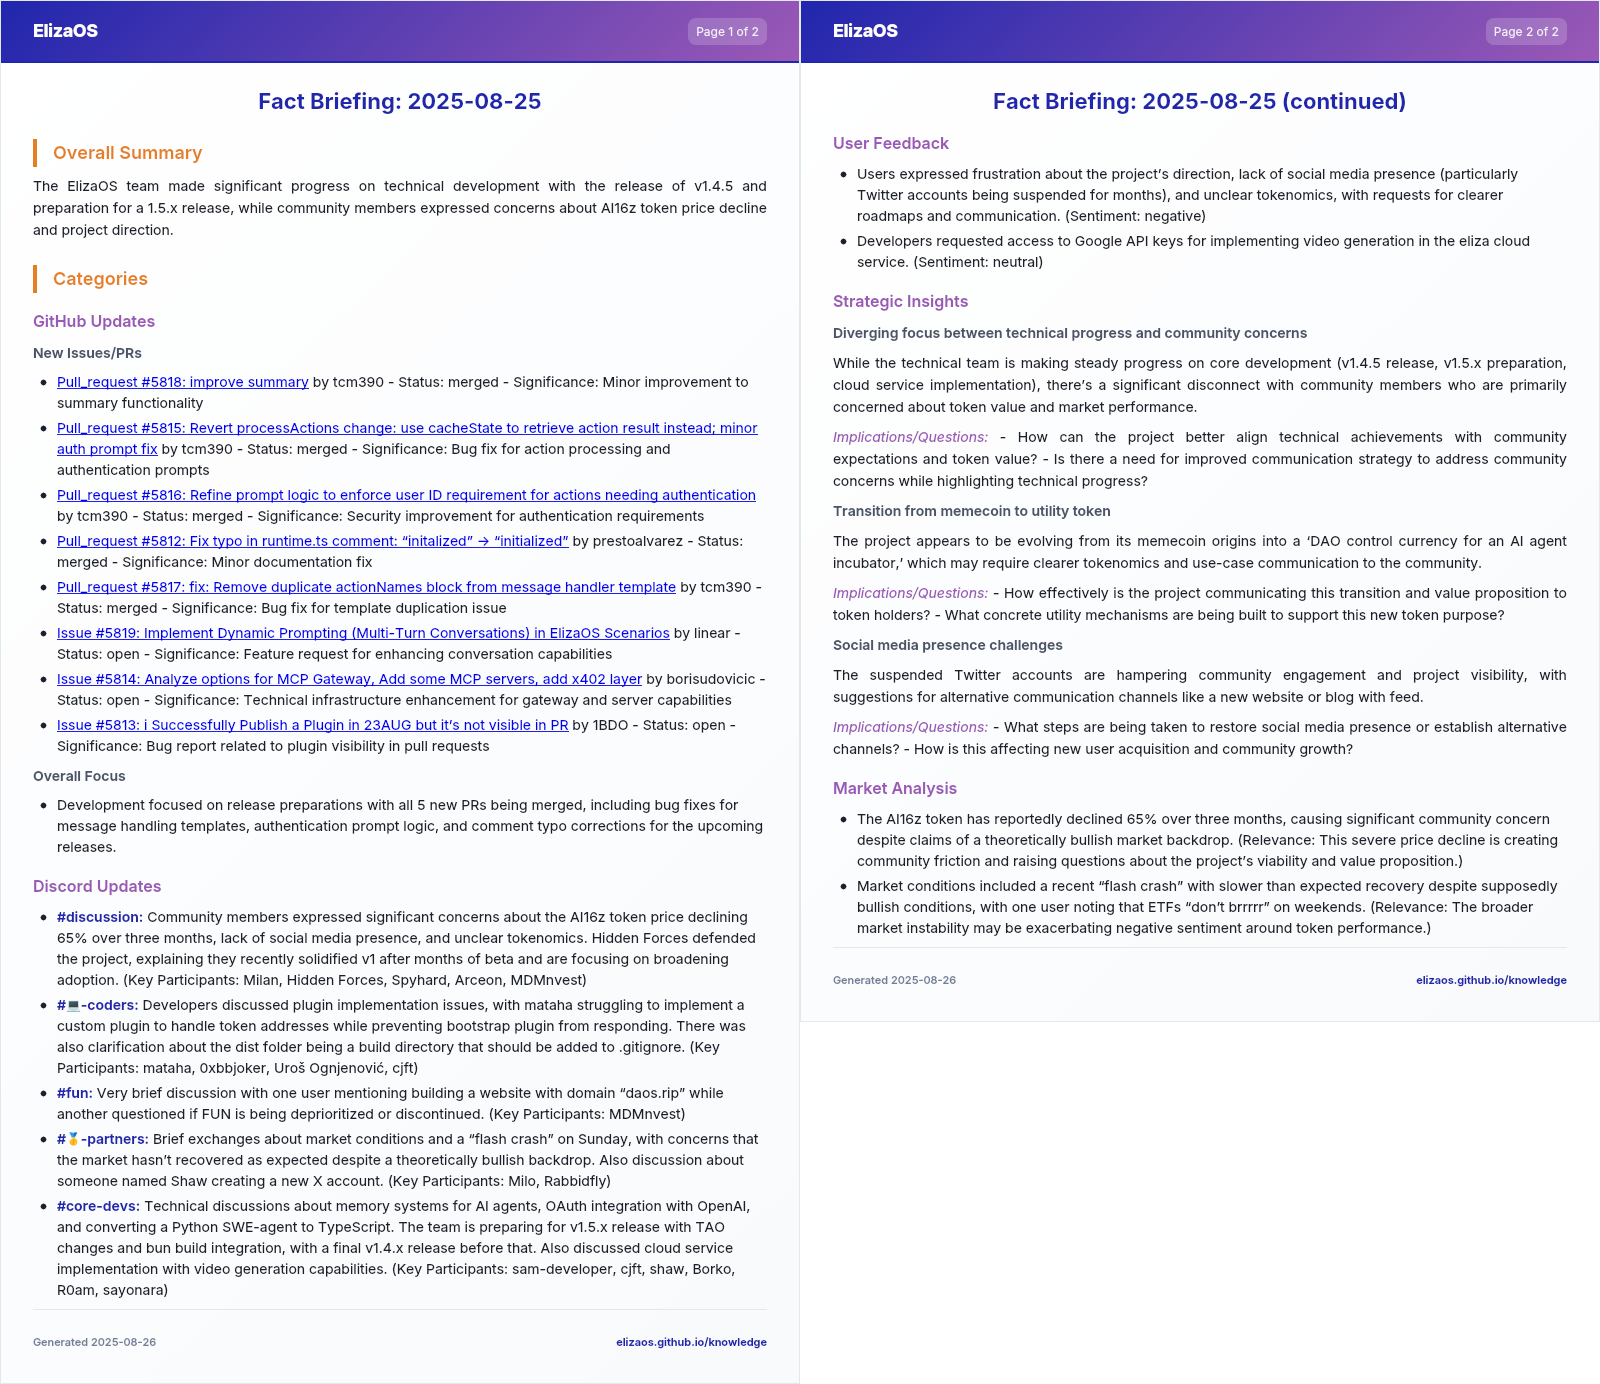 ElizaOS
Page 1 of 2
Fact Briefing: 2025-08-25
Overall Summary
The ElizaOS team made significant progress on technical development with the release of v1.4.5 and
preparation for a 1.5.x release, while community members expressed concerns about AI16z token price decline
and project direction.
Categories
GitHub Updates
New Issues/PRs
• Pull_request #5818: improve summary by tcm390 - Status: merged - Significance: Minor improvement to
summary functionality
• Pull_request #5815: Revert processActions change: use cacheState to retrieve action result instead; minor
auth prompt fix by tcm390 - Status: merged - Significance: Bug fix for action processing and
authentication prompts
• Pull_request #5816: Refine prompt logic to enforce user ID requirement for actions needing authentication
by tcm390 - Status: merged - Significance: Security improvement for authentication requirements
• Pull_request #5812: Fix typo in runtime.ts comment: “initalized” → “initialized” by prestoalvarez - Status:
merged - Significance: Minor documentation fix
• Pull_request #5817: fix: Remove duplicate actionNames block from message handler template by tcm390 -
Status: merged - Significance: Bug fix for template duplication issue
• Issue #5819: Implement Dynamic Prompting (Multi-Turn Conversations) in ElizaOS Scenarios by linear -
Status: open - Significance: Feature request for enhancing conversation capabilities
• Issue #5814: Analyze options for MCP Gateway, Add some MCP servers, add x402 layer by borisudovicic -
Status: open - Significance: Technical infrastructure enhancement for gateway and server capabilities
• Issue #5813: i Successfully Publish a Plugin in 23AUG but it’s not visible in PR by 1BDO - Status: open -
Significance: Bug report related to plugin visibility in pull requests
Overall Focus
• Development focused on release preparations with all 5 new PRs being merged, including bug fixes for
message handling templates, authentication prompt logic, and comment typo corrections for the upcoming
releases.
Discord Updates
• #discussion: Community members expressed significant concerns about the AI16z token price declining
65% over three months, lack of social media presence, and unclear tokenomics. Hidden Forces defended
the project, explaining they recently solidified v1 after months of beta and are focusing on broadening
adoption. (Key Participants: Milan, Hidden Forces, Spyhard, Arceon, MDMnvest)
• #💻-coders: Developers discussed plugin implementation issues, with mataha struggling to implement a
custom plugin to handle token addresses while preventing bootstrap plugin from responding. There was
also clarification about the dist folder being a build directory that should be added to .gitignore. (Key
Participants: mataha, 0xbbjoker, Uroš Ognjenović, cjft)
• #fun: Very brief discussion with one user mentioning building a website with domain “daos.rip” while
another questioned if FUN is being deprioritized or discontinued. (Key Participants: MDMnvest)
• #🥇-partners: Brief exchanges about market conditions and a “flash crash” on Sunday, with concerns that
the market hasn’t recovered as expected despite a theoretically bullish backdrop. Also discussion about
someone named Shaw creating a new X account. (Key Participants: Milo, Rabbidfly)
• #core-devs: Technical discussions about memory systems for AI agents, OAuth integration with OpenAI,
and converting a Python SWE-agent to TypeScript. The team is preparing for v1.5.x release with TAO
changes and bun build integration, with a final v1.4.x release before that. Also discussed cloud service
implementation with video generation capabilities. (Key Participants: sam-developer, cjft, shaw, Borko,
R0am, sayonara)
Generated 2025-08-26
elizaos.github.io/knowledge
ElizaOS
Page 2 of 2
Fact Briefing: 2025-08-25 (continued)
User Feedback
• Users expressed frustration about the project’s direction, lack of social media presence (particularly
Twitter accounts being suspended for months), and unclear tokenomics, with requests for clearer
roadmaps and communication. (Sentiment: negative)
• Developers requested access to Google API keys for implementing video generation in the eliza cloud
service. (Sentiment: neutral)
Strategic Insights
Diverging focus between technical progress and community concerns
While the technical team is making steady progress on core development (v1.4.5 release, v1.5.x preparation,
cloud service implementation), there’s a significant disconnect with community members who are primarily
concerned about token value and market performance.
Implications/Questions: - How can the project better align technical achievements with community
expectations and token value? - Is there a need for improved communication strategy to address community
concerns while highlighting technical progress?
Transition from memecoin to utility token
The project appears to be evolving from its memecoin origins into a ‘DAO control currency for an AI agent
incubator,’ which may require clearer tokenomics and use-case communication to the community.
Implications/Questions: - How effectively is the project communicating this transition and value proposition to
token holders? - What concrete utility mechanisms are being built to support this new token purpose?
Social media presence challenges
The suspended Twitter accounts are hampering community engagement and project visibility, with
suggestions for alternative communication channels like a new website or blog with feed.
Implications/Questions: - What steps are being taken to restore social media presence or establish alternative
channels? - How is this affecting new user acquisition and community growth?
Market Analysis
• The AI16z token has reportedly declined 65% over three months, causing significant community concern
despite claims of a theoretically bullish market backdrop. (Relevance: This severe price decline is creating
community friction and raising questions about the project’s viability and value proposition.)
• Market conditions included a recent “flash crash” with slower than expected recovery despite supposedly
bullish conditions, with one user noting that ETFs “don’t brrrrr” on weekends. (Relevance: The broader
market instability may be exacerbating negative sentiment around token performance.)
Generated 2025-08-26
elizaos.github.io/knowledge